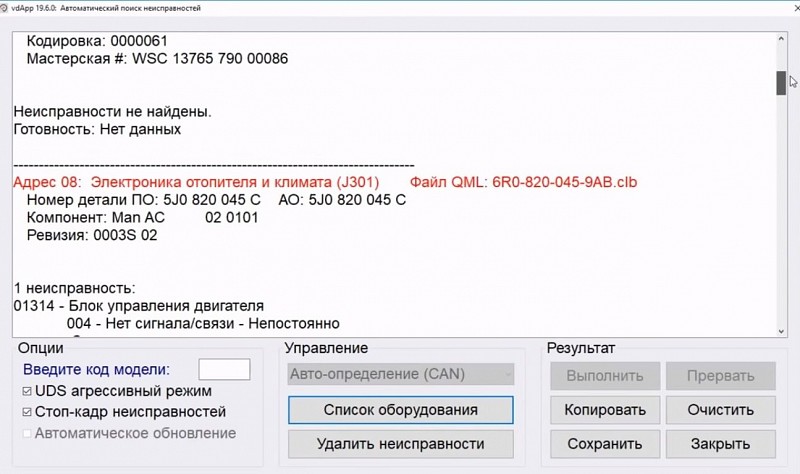 vdApp 19.6.0: Автоматический поиск неисправностей
Кодировка: 0000061
Мастерская #: WSC 13765 790 00086
Неисправности не найдены.
Готовность: Нет данных
--------------------------------------------------------------------------------
Адрес 08: Электроника отопителя и климата (J301) Файл QML: 6R0-820-045-9AB.clb
Номер детали ПО: 5J0 820 045 C АО: 5J0 820 045 C
Компонент: Man AC 02 0101
Ревизия: 0003S 02
1 неисправность:
01314 - Блок управления двигателя
004 - Нет сигнала/связи - Непостоянно
Опции
Введите код модели:
UDS агрессивный режим
Стоп-кадр неисправностей
Автоматическое обновление
Управление
Авто-определение (CAN)
Список оборудования
Удалить неисправности
Результат
Выполнить Прервать
Копировать Очистить
Сохранить Закрыть